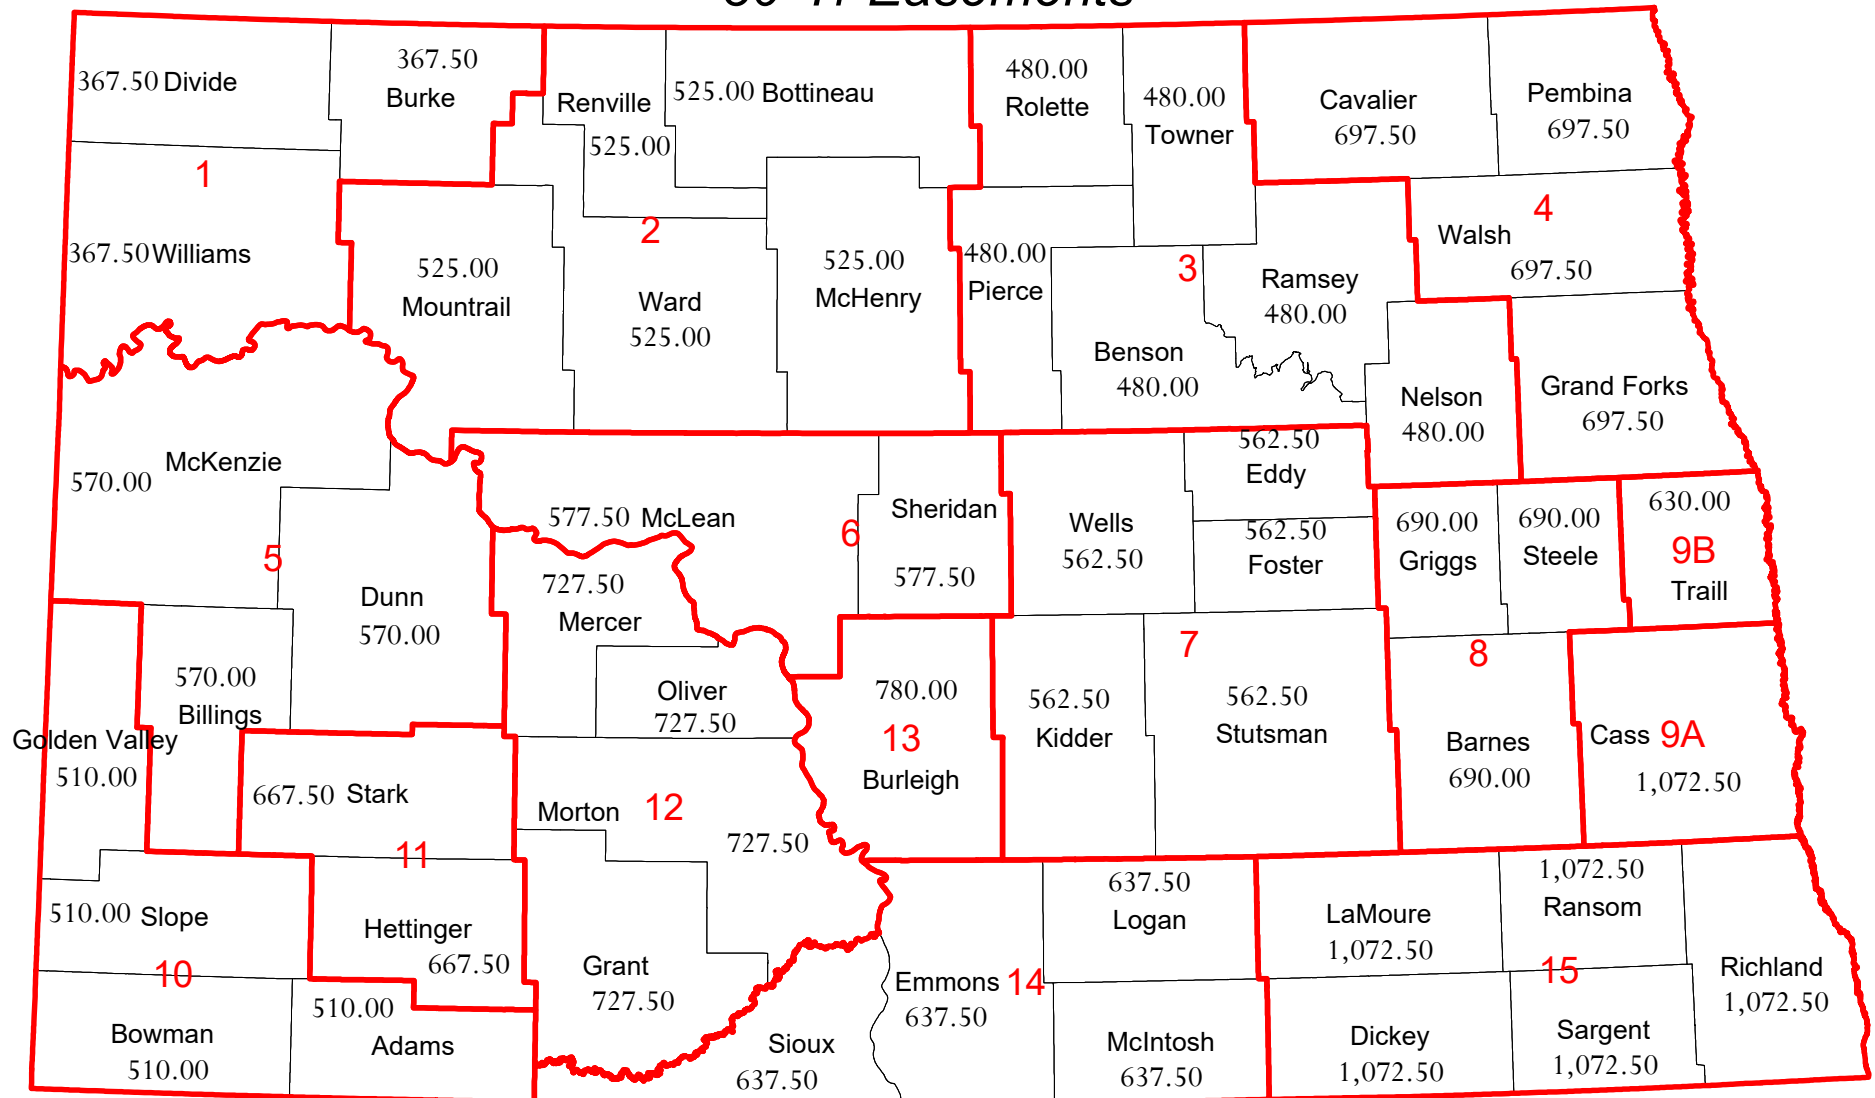 367.50 Divide
367.50
Burke
Renville
525.00
525.00 Bottineau
480.00
Rolette
480.00
Towner
Cavalier
697.50
Pembina
697.50
1
367.50 Williams
525.00
Mountrail
2
Ward
525.00
525.00
McHenry
480.00
Pierce
3
Benson
480.00
Ramsey
480.00
4
Walsh
697.50
Nelson
480.00
Grand Forks
697.50
McKenzie
570.00
5
Dunn
570.00
570.00
Billings
577.50 McLean
6
Sheridan
577.50
Wells
562.50
562.50
Eddy
562.50
Foster
690.00
Griggs
690.00
Steele
630.00
9B
Traill
727.50
Mercer
Oliver
727.50
780.00
13
Burleigh
562.50
Kidder
7
562.50
Stutsman
8
Barnes
690.00
Cass 9A
1,072.50
Golden Valley
510.00
667.50 Stark
11
Morton 12
727.50
510.00 Slope
Hettinger
667.50
Grant
727.50
10
Bowman
510.00
510.00
Adams
Sioux
637.50
Emmons 14
637.50
637.50
Logan
McIntosh
637.50
LaMoure
1,072.50
1,072.50
Ransom
15
Dickey
1,072.50
Sargent
1,072.50
Richland
1,072.50